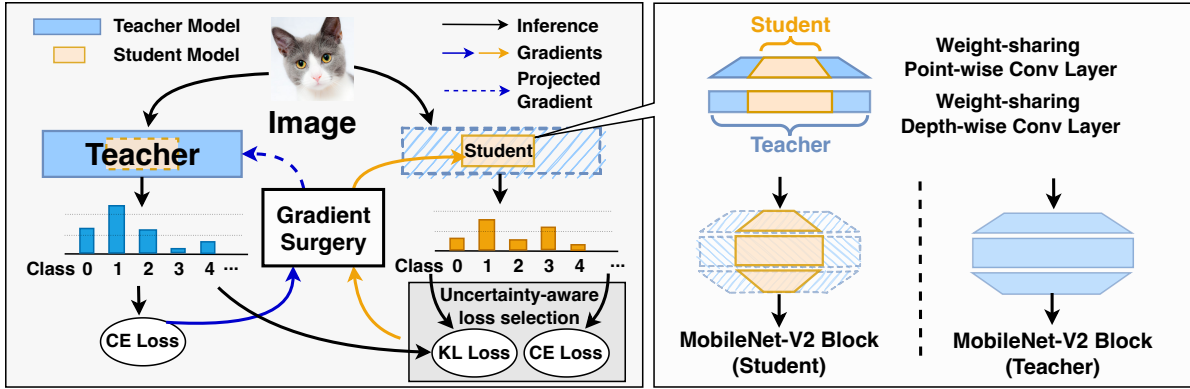 Teacher Model
Student Model
Inference
Gradients
Projected
Gradient
Image
Teacher
Student
Gradient
Surgery
Class 0 1 2 3 4 ...
Class 0 1 2 3 4 ...
CE Loss
Uncertainty-aware
loss selection
KL Loss
CE Loss
Student
Weight-sharing
Point-wise Conv Layer
Weight-sharing
Depth-wise Conv Layer
Teacher
MobileNet-V2 Block
(Student)
MobileNet-V2 Block
(Teacher)